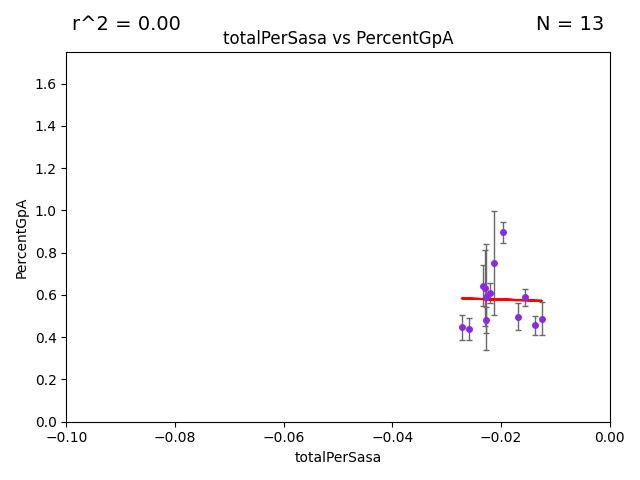 r^2 = 0.00
N = 13
totalPerSasa vs PercentGpA
PercentGpA
1.6
1.4
1.2
1.0
0.8
0.6
0.4
0.2
0.0
−0.10 −0.08 −0.06 −0.04 −0.02 0.00
totalPerSasa